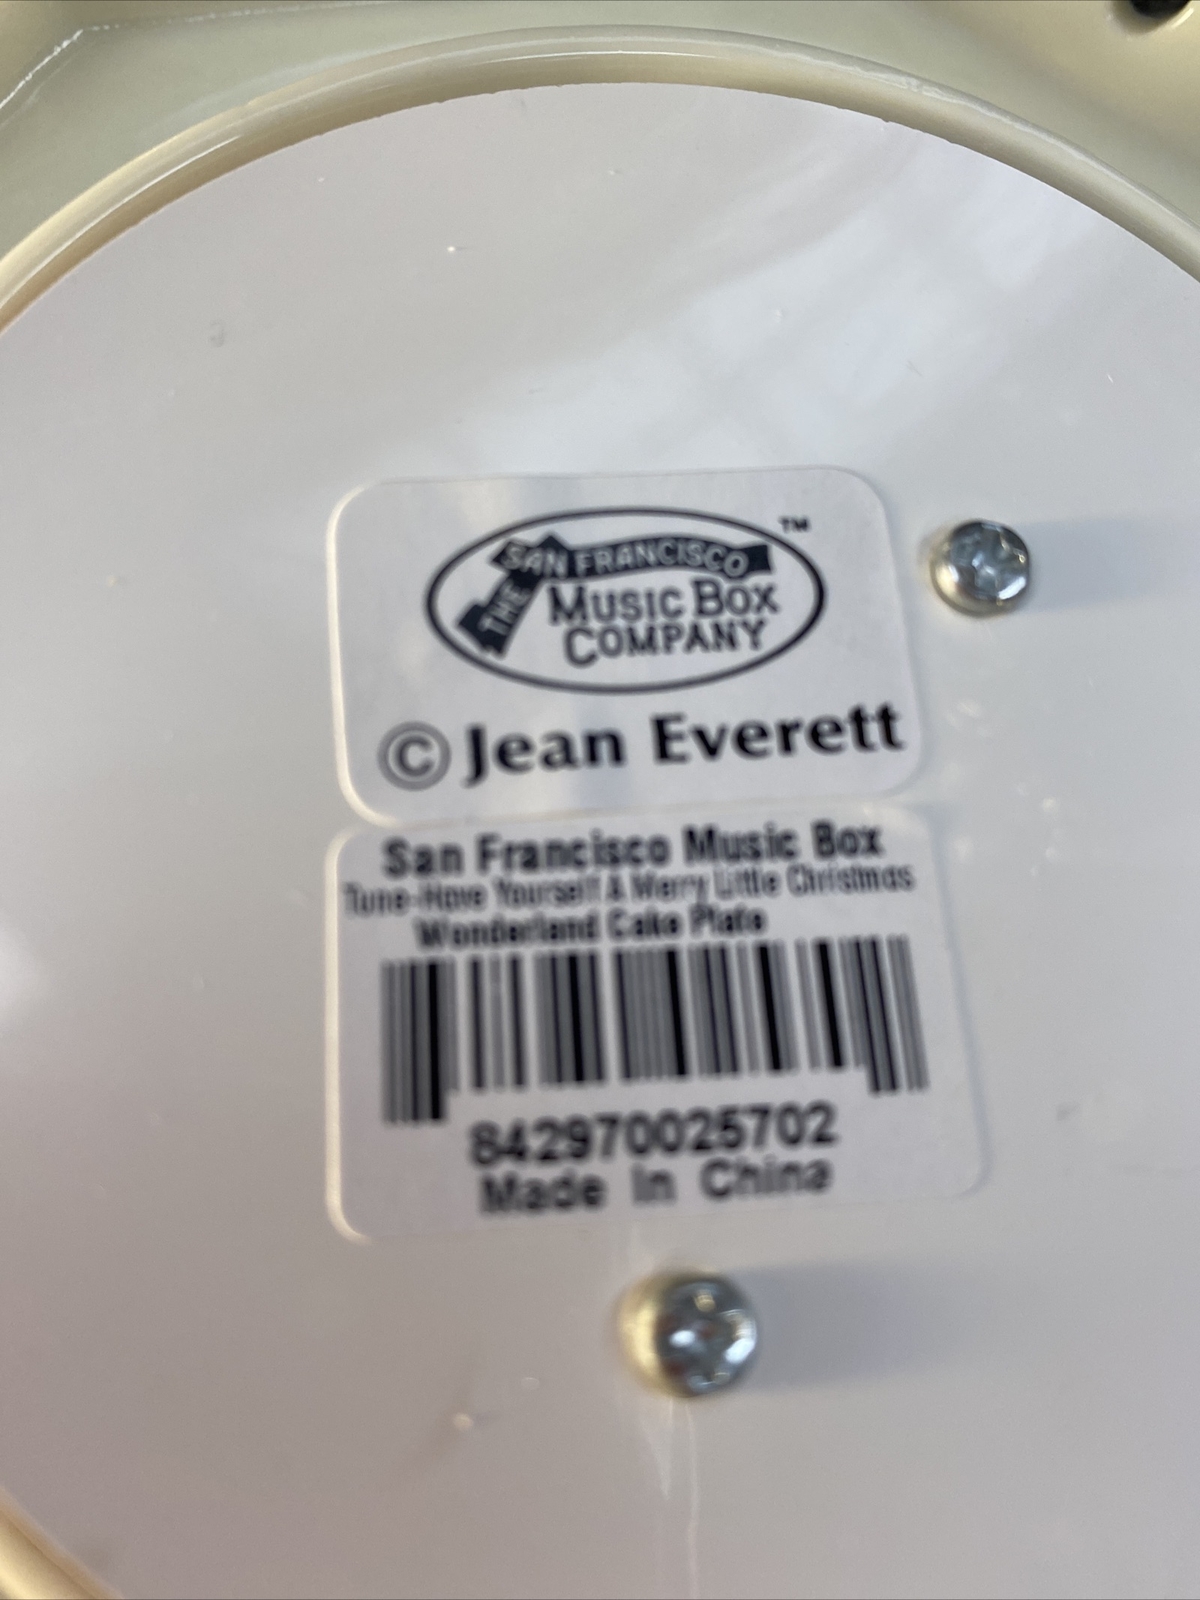 THE SAN FRANCISCO
MUSIC BOX
COMPANY
TM
© Jean Everett
San Francisco Music Box
Tune-Have Yourself A Merry Little Christmas
Wonderland Cake Plate
842970025702
Made In China